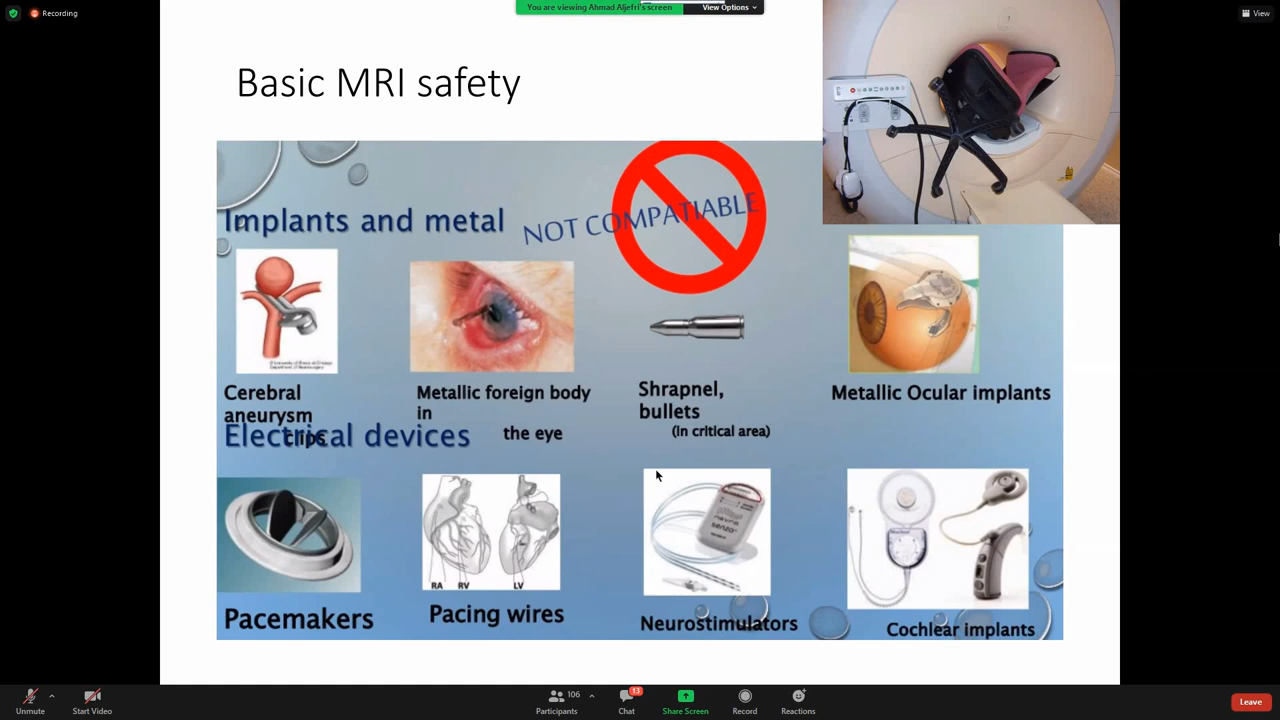 Recording
You are viewing Ahmad Aljefri's screen
View Options
View
Basic MRI safety
Implants and metal
NOT COMPATIABLE
Cerebral
aneurysm
clips
Metallic foreign body
in
the eye
Shrapnel,
bullets
(in critical area)
Metallic Ocular implants
Electrical devices
RA RV LV
nevro
senza
Pacemakers
Pacing wires
Neurostimulators
Cochlear implants
Unmute
Start Video
106
Participants
13
Chat
Share Screen
Record
Reactions
Leave